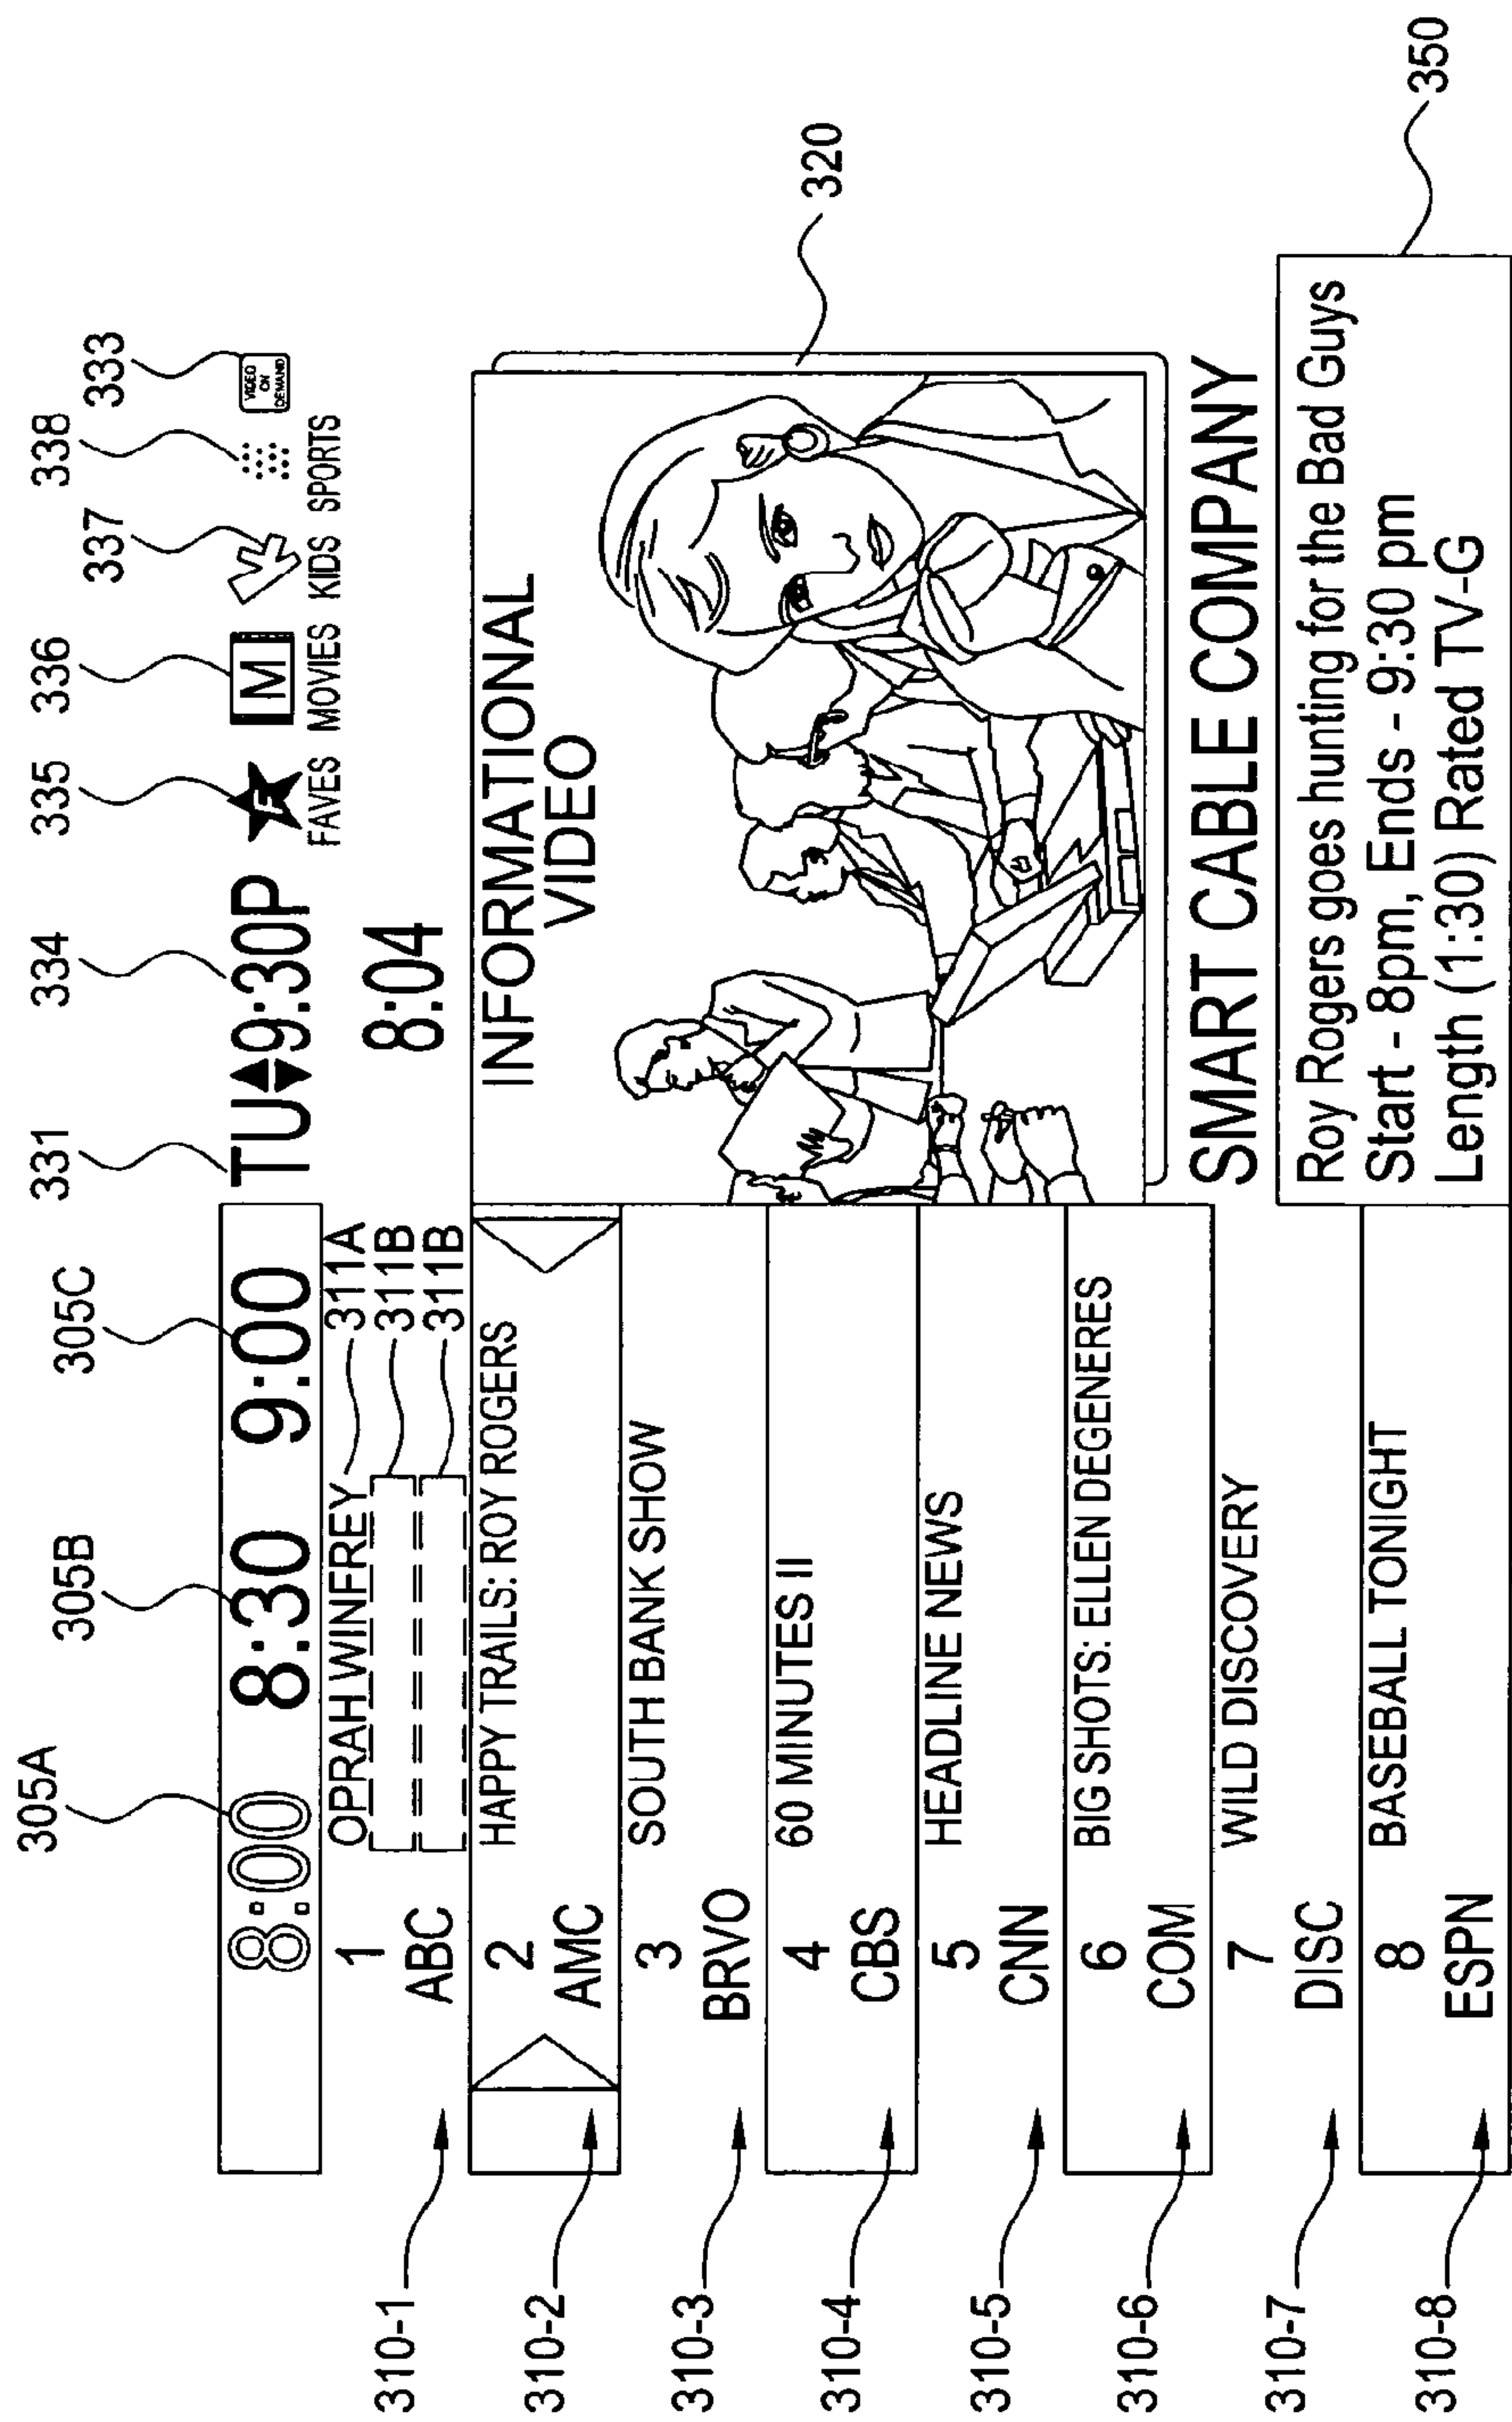 305A
305B
305C
331
334
335
336
337
338
333
8:00 8:30 9:00
TU 9:30P
F
M
VIDEO
ON
DEMAND
FAVES MOVIES KIDS SPORTS
8:04
310-1
1
ABC
OPRAH WINFREY
311A
311B
311B
310-2
2
AMC
HAPPY TRAILS: ROY ROGERS
310-3
3
BRVO
SOUTH BANK SHOW
310-4
4
CBS
60 MINUTES II
310-5
5
CNN
HEADLINE NEWS
310-6
6
COM
BIG SHOTS: ELLEN DEGENERES
310-7
7
DISC
WILD DISCOVERY
310-8
8
ESPN
BASEBALL TONIGHT
INFORMATIONAL
VIDEO
320
SMART CABLE COMPANY
Roy Rogers goes hunting for the Bad Guys
Start - 8pm, Ends - 9:30 pm
Length (1:30) Rated TV-G
350